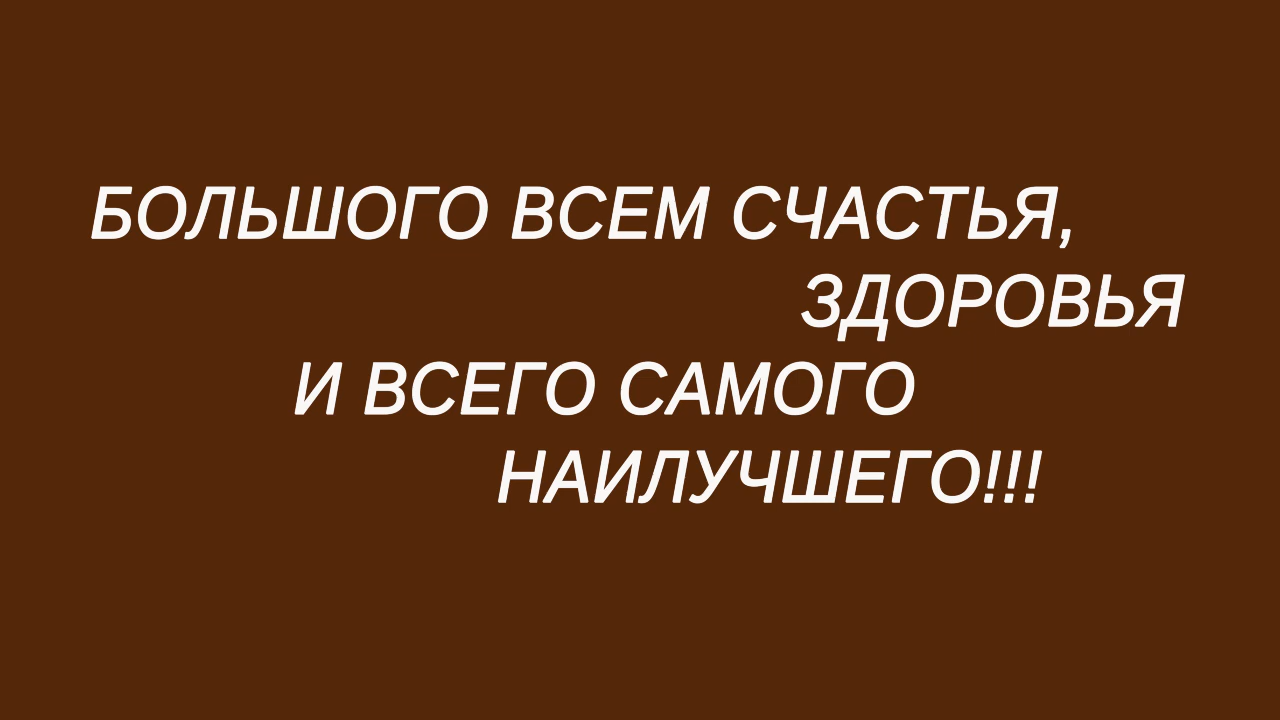 БОЛЬШОГО ВСЕМ СЧАСТЬЯ,
ЗДОРОВЬЯ
И ВСЕГО САМОГО
НАИЛУЧШЕГО!!!